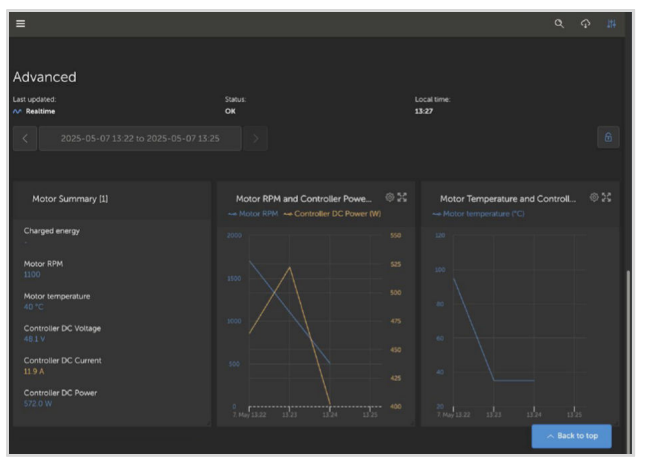 Advanced
Last updated:
Realtime
Status:
OK
Local time:
13:27
2025-05-07 13:22 to 2025-05-07 13:25
Motor Summary [1]
Charged energy
-
Motor RPM
1100
Motor temperature
40 °C
Controller DC Voltage
48.1 V
Controller DC Current
11.9 A
Controller DC Power
572.0 W
Motor RPM and Controller Powe...
Motor RPM Controller DC Power (W)
2000 550
525
1500
500
1000 475
450
500
425
0 400
7. May 13:22 13:23 13:24 13:25
Motor Temperature and Controll...
Motor temperature (°C)
120
100
80
60
40
20
7. May 13:22 13:23 13:24 13:25
Back to top